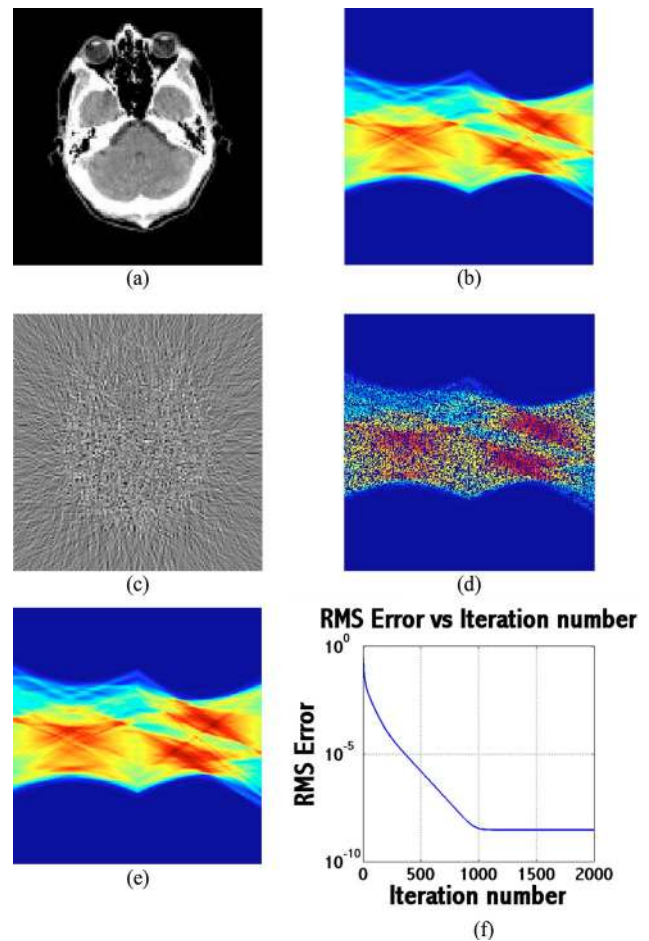 (a)
(b)
(c)
(d)
(e)
RMS Error vs Iteration number
10^0
10^-5
10^-10
RMS Error
0 500 1000 1500 2000
Iteration number
(f)